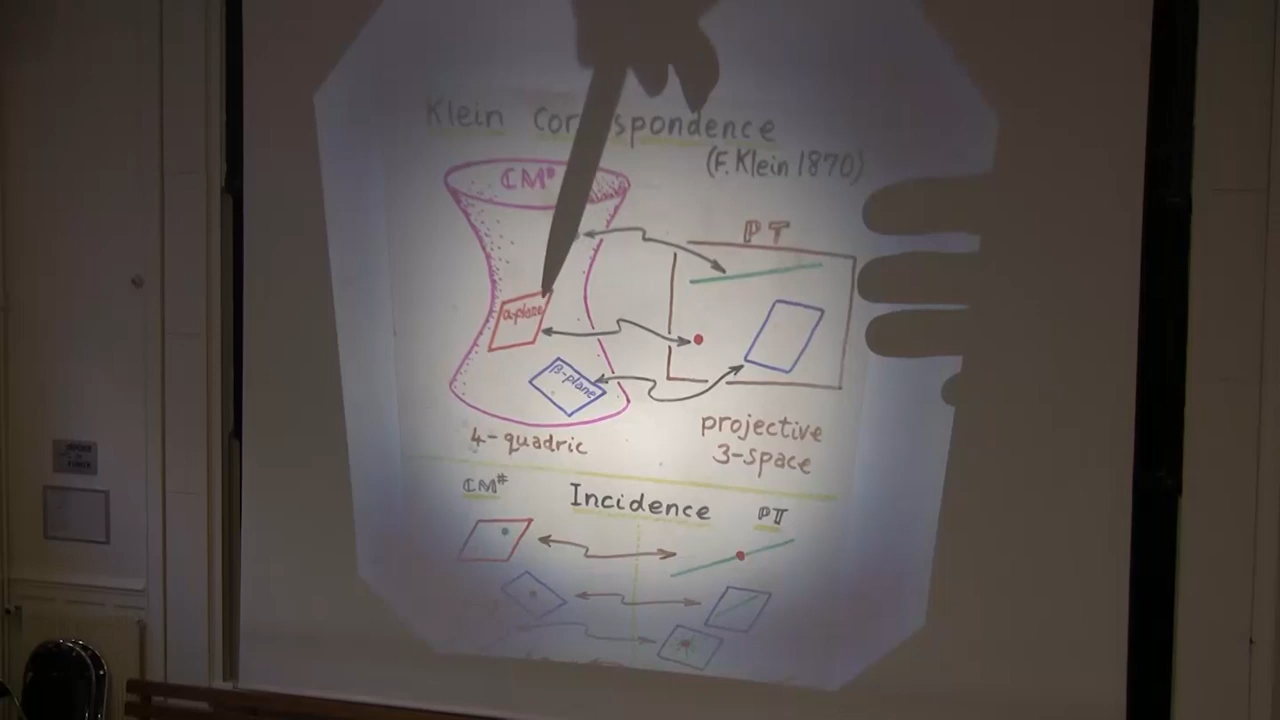 Klein Correspondence
(F. Klein 1870)
ℂM#
ℙT
α-plane
β-plane
4-quadric
projective
3-space
ℂM#
Incidence
ℙT